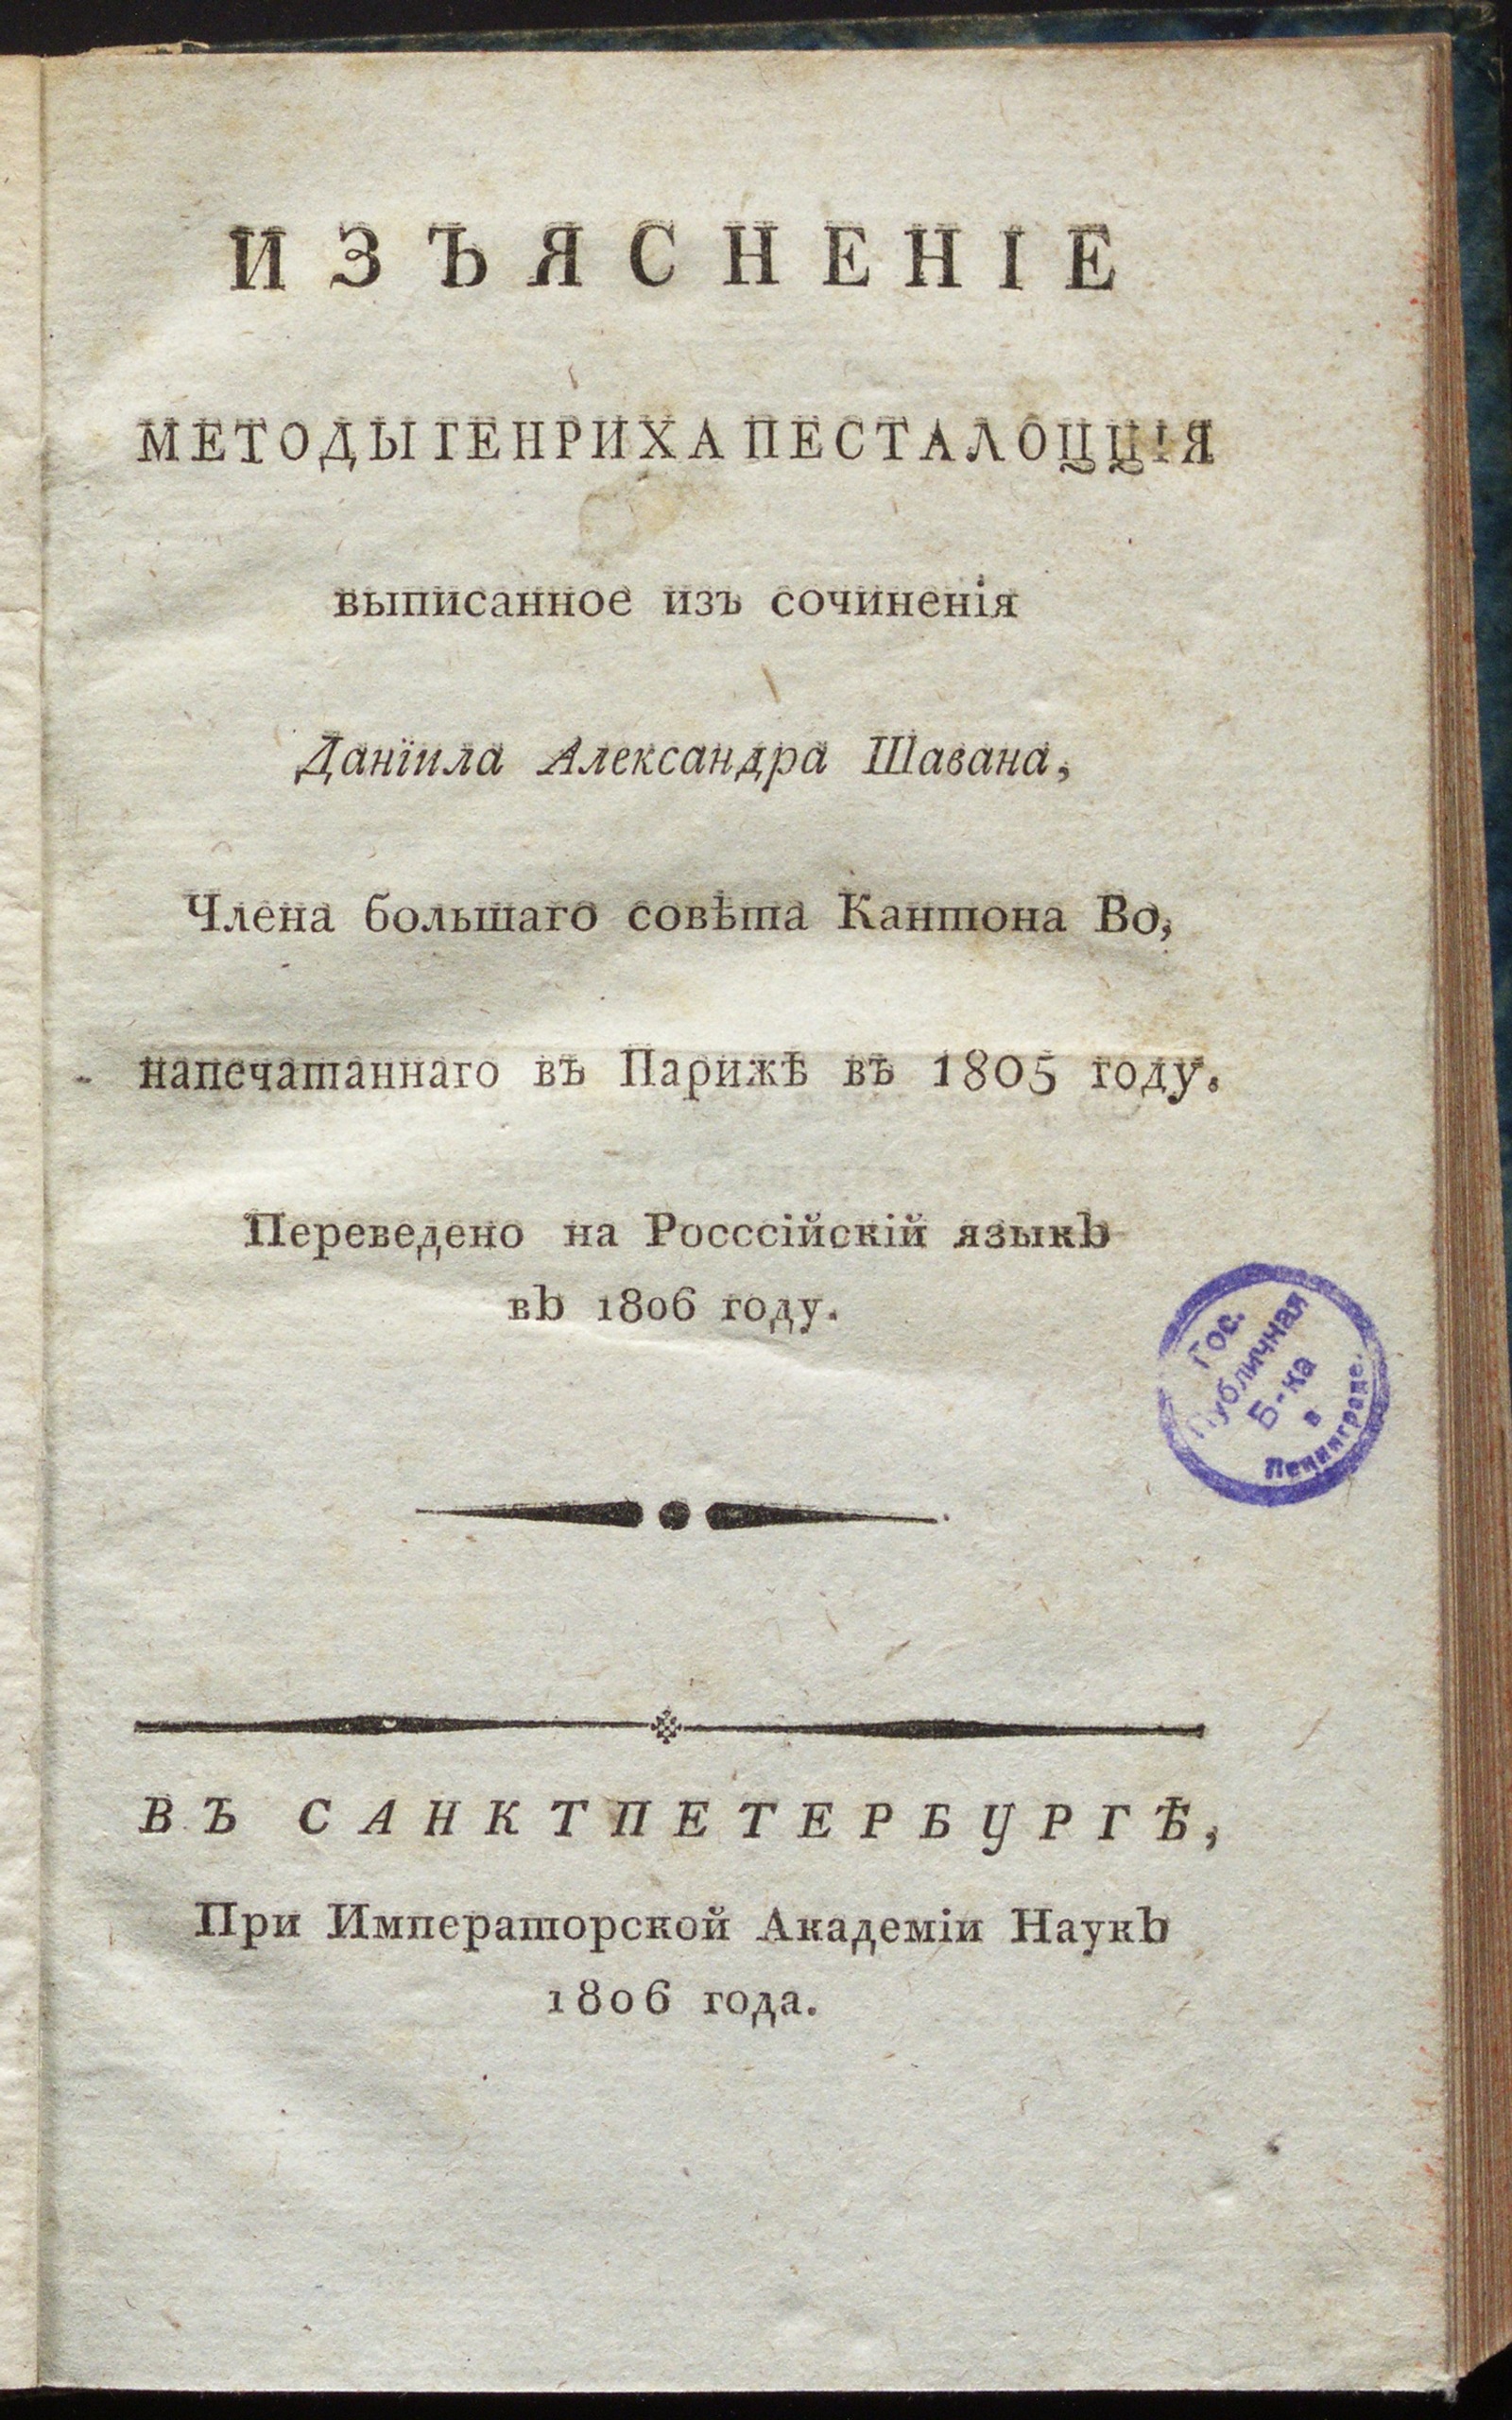 ИЗЪЯСНЕНІЕ
МЕТОДЫ ГЕНРИХА ПЕСТАЛОЦЦІЯ
выписанное изъ сочиненія
Данїила Александра Шавана,
Члена большаго совѣта Кантона Во,
напечатаннаго въ Парижѣ въ 1805 году.
Переведено на Росссійскій языкъ
въ 1806 году.
Гос.
Публичная
Б-ка
в
Ленинграде.
ВЪ САНКТПЕТЕРБУРГѢ,
При Императорской Академіи Наукъ
1806 года.